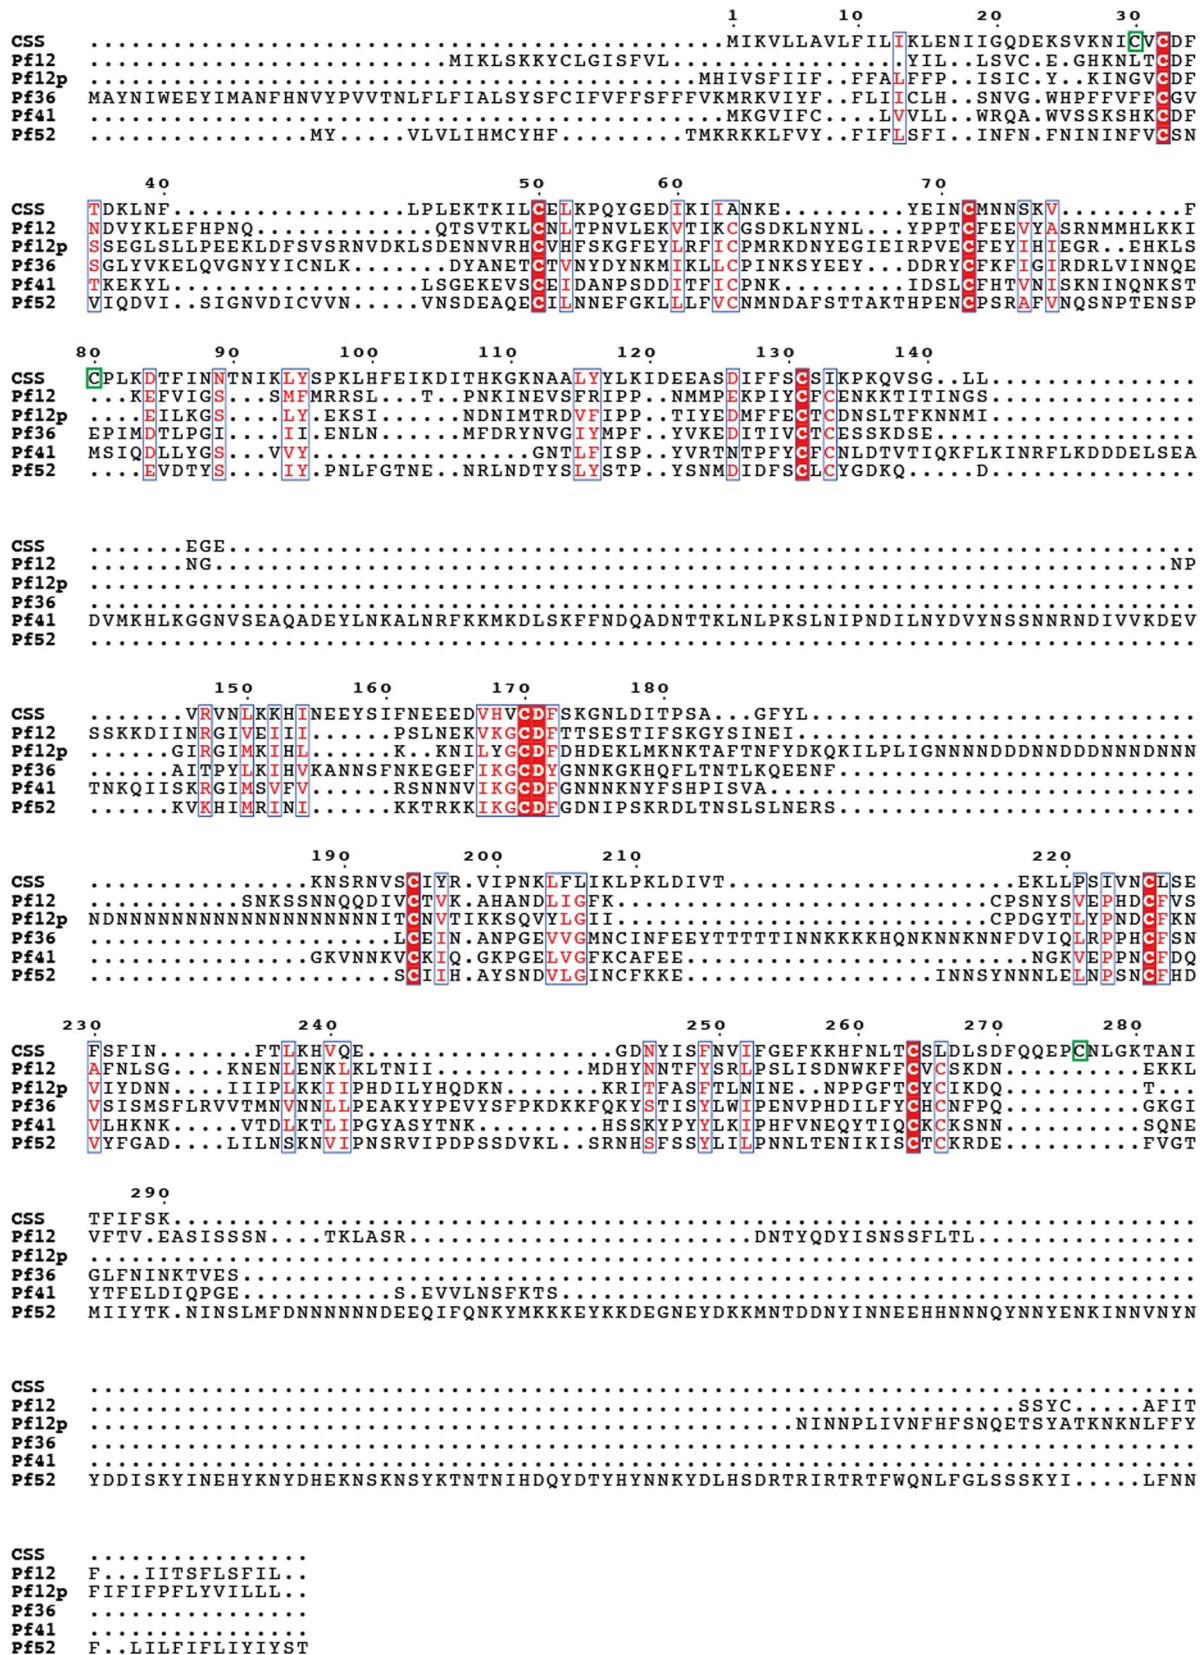 1 10 20 30
CSS ..............................................MIKVLLAVLFILIKLENIIGQDEKSVKNICVCDF
Pf12 ..........................MIKLSKKYCLGISFVL.................YIL..LSVC.E.GHKNLTCDF
Pf12p ............................................MHIVSFIIF..FFALFFP..ISIC.Y..KINGVCDF
Pf36 MAYNIWEEYIMANFHNVYPVVTNLFLFIALSYSFCIFVFFSFFFVKMRKVIYF..FLIICLH..SNVG.WHPFFVFFCGV
Pf41 ..............................................MKGVIFC...LVVLL..WRQA.WVSSKSHKCDF
Pf52 ................MY.....VLVLIHMCYHF.........TMKRKKLFVY..FIFLSFI..INFN.FNININFVCSN
40 50 60 70
CSS TDKLNF.................LPLEKTKILCELKPQYGEDIKIIANKE........YEINCMNNSKV.........F
Pf12 NDVYKLEFHPNQ............QTSVTKLCNLTPNVLEKVTIKCGSDKLNYNL...YPPTCFEEVYASRNMMHLKKI
Pf12p SSEGLSLLPEEKLDFSVSRNVDKLSDENNVRHCVHFSKGFEYLRFICPMRKDNYEGIEIRPVECFEYIHIEGR..EHKLS
Pf36 SGLYVKELQVGNYYICNLK.......DYANETCTVNYDYNKMIKLLCPINKSYEEY...DDRYCFKFIGIRDRLVINNQE
Pf41 TKEKYL..................LSGEKEVSCEIDANPSDDITFICPNK........IDSLCFHTVNISKNINQNKST
Pf52 VIQDVI...SIGNVDICVVN.....VNSDEAQECILNNEFGKLLLFVCNMNDAFSTTAKTHPENCPSRAFVNQSNPTENSP
80 90 100 110 120 130 140
CSS CPLKDTFINNTNIKLYSPKLHFEIKDITHKGKNAALYYLKIDEEASDIFFSCSIKPKQVSG..LL...............
Pf12 ...KEFVIGS...SMFMRRSL...T..PNKINEVSFRIPP..NMMPEKPIYCFCENKKTITINGS...............
Pf12p ....EILKGS....LY.EKSI......NDNIMTRDVFIPP..TIYEDMFFECTCDNSLTFKNNMI...............
Pf36 EPIMDTLPGI....II.ENLN......MFDRYNVGIYMPF..YVKEDITIVCTCESSKDSE...................
Pf41 MSIQDLLYGS...VVY................GNTLFISP..YVRTNTPFYCFCNLDTVTIQKFLKINRFLKDDDELSEA
Pf52 ....EVDTYS....IY.PNLFGTNE..NRLNDTYSLYSTP..YSNMDIDFSCLCYGDKQ.....D...............
CSS .......EGE......................................................................
Pf12 .......NG.....................................................................NP
Pf12p ................................................................................
Pf36 ................................................................................
Pf41 DVMKHLKGGNVSEAQADEYLNKALNRFKKMKDLSKFFNDQADNTTKLNLPKSLNIPNDILNYDVYNSSNNRNDIVVKDEV
Pf52 ................................................................................
150 160 170 180
CSS .......VRVNLKKHINEEYSIFNEEEDVHVCDFSKGNLDITPSA...GFYL............................
Pf12 SSKKDIINRGIVEIII......PSLNEKVKGCDFTTSESTIFSKGYSINEI.............................
Pf12p ......GIRGIMKIHL......K..KNILYGCDFDHDEKLMKNKTAFTNFYDKQKILPLIGNNNNDDDNNDDDNNNDNNN
Pf36 ......AITPYLKIHVKANNSFNKEGEFIKGCDYGNNKGKHQFLTNTLKQEENF..........................
Pf41 TNKQIISKRGIMSVFV......RSNNNVIKGCDFGNNNKNYFSHPISVA...............................
Pf52 ......KVKHIMRINI......KKTRKKIKGCDFGDNIPSKRDLTNSLSLNERS..........................
190 200 210 220
CSS ................KNSRNVSCIYR.VIPNKLFLIKLPKLDIVT.....................EKLLPSIVNCLSE
Pf12 ...........SNKSSNNQQDIVCTVK.AHANDLIGFK...........................CPSNYSVEPHDCFVS
Pf12p NDNNNNNNNNNNNNNNNNNNNITCNVTIKKSQVYLGII...........................CPDGYTLYPNDCFKN
Pf36 ......................LCEIN.ANPGEVVGMNCINFEEYTTTTTTINNKKKKHQNKNNKNNFDVIQLRPPHCFSN
Pf41 ................GKVNNKVCKIQ.GKPGELVGFKCAFEE......................NGKVEPPNCFDQ
Pf52 ......................SCIIH.AYSNDVLGINCFKKE..................INNSYNNNLELNPSNCFHD
230 240 250 260 270 280
CSS FSFIN.......FTLKHVQE...................GDNYISFNVIFGEFKKHFNLTCSLDLSDFQQEPCNLGKTANI
Pf12 AFNLSG....KNENLENKLKLTNII.............MDHYNNTFYSRLPSLISDNWKFFCVCSKDN..........EKKL
Pf12p VIYDNN....IIIPLKKIIPHDILYHQDKN........KRITFASFTLNINE..NPPGFTCYCIKDQ..........T...
Pf36 VSISMSFLRVVTMNVNNLLPEAKYYPEVYSFPKDKKFQKYSTISYLWIPENVPHDILFYCHCNFPQ..........GKGI
Pf41 VLHKNK.....VTDLKTLIPGYASYTNK..........HSSKYPYYLKIPHFVNEQYTIQCKCKSNN..........SQNE
Pf52 VYFGAD....LILNSKNVIPNSRVIPDPSSDVKL...SRNHSFSSYLILPNNLTENIKISCTCKRDE..........FVGT
290
CSS TFIFSK..........................................................................
Pf12 VFTV.EASISSSN....TKLASR.........................DNTYQDYISNSSFLTL................
Pf12p ................................................................................
Pf36 GLFNINKTVES.....................................................................
Pf41 YTFELDIQPGE...........S.EVVLNSFKTS..............................................
Pf52 MIIYTK.NINSLMFDNNNNNNDEEQIFQNKYMKKKEYKKDEGNEYDKKMNTDDNYINNEEHHNNNQYNNYENKINNVNYN
CSS ................................................................................
Pf12 ...................................................................SSYC.....AFIT
Pf12p ...................................................NINNPLIVNFHFSNQETSYATKNKNLFFY
Pf36 ................................................................................
Pf41 ................................................................................
Pf52 YDDISKYINEHYKNYDHEKNSKNSYKTNTNIHDQYDTYHYNNKYDLHSDRTRIRTRTFWQNLFGLSSSKYI.....LFNN
CSS ................
Pf12 F...IITSFLSFIL..
Pf12p FIFIFPFLYVILLL..
Pf36 ................
Pf41 ................
Pf52 F..LILFIFLIYIYST